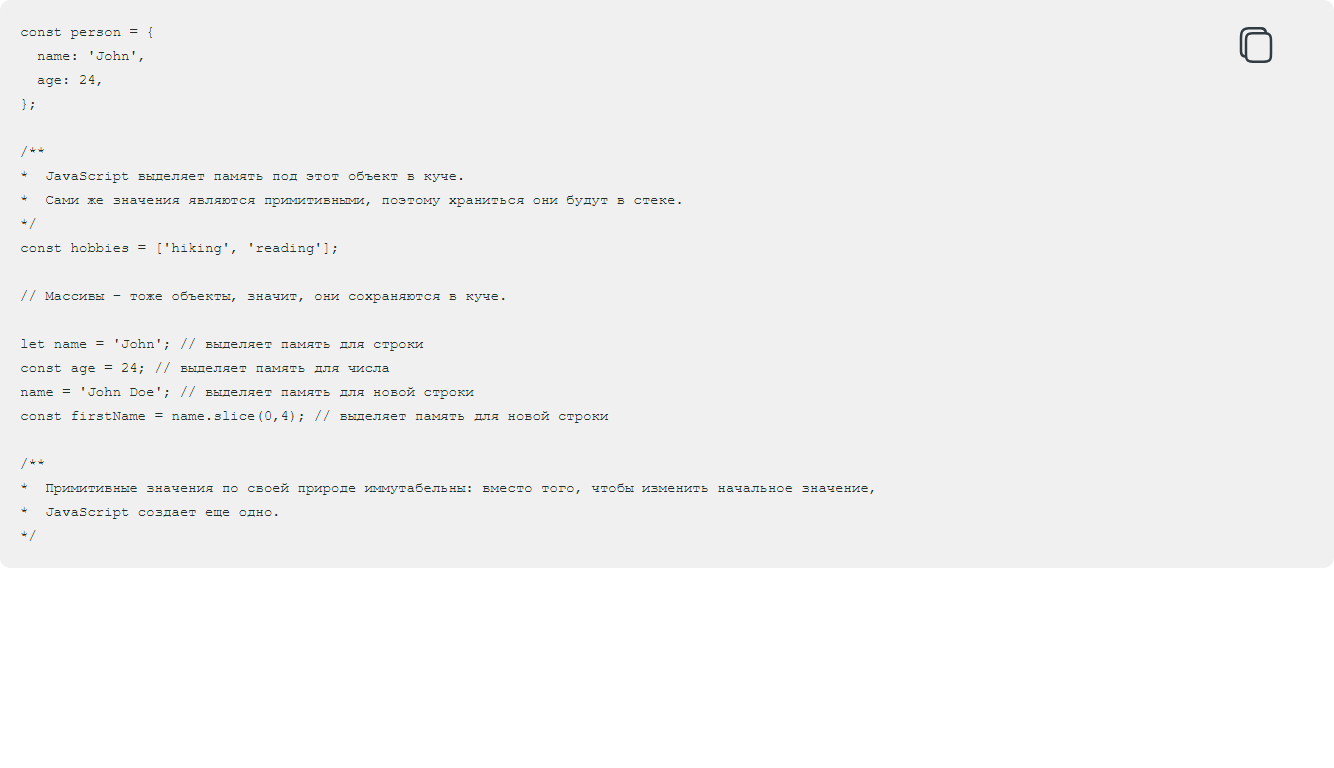 const person = {
  name: 'John',
  age: 24,
};
/**
*  JavaScript выделяет память под этот объект в куче.
*  Сами же значения являются примитивными, поэтому храниться они будут в стеке.
*/
const hobbies = ['hiking', 'reading'];
// Массивы – тоже объекты, значит, они сохраняются в куче.
let name = 'John'; // выделяет память для строки
const age = 24; // выделяет память для числа
name = 'John Doe'; // выделяет память для новой строки
const firstName = name.slice(0,4); // выделяет память для новой строки
/**
*  Примитивные значения по своей природе иммутабельны: вместо того, чтобы изменить начальное значение,
*  JavaScript создает еще одно.
*/